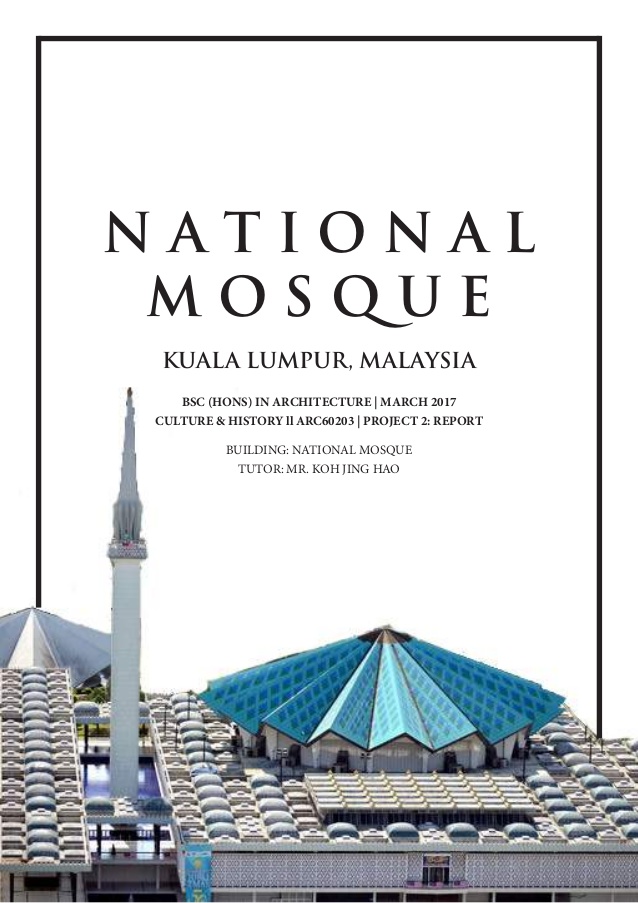 NATIONAL
MOSQUE
KUALA LUMPUR, MALAYSIA
BSC (HONS) IN ARCHITECTURE | MARCH 2017
CULTURE & HISTORY ll ARC60203 | PROJECT 2: REPORT
BUILDING: NATIONAL MOSQUE
TUTOR: MR. KOH JING HAO